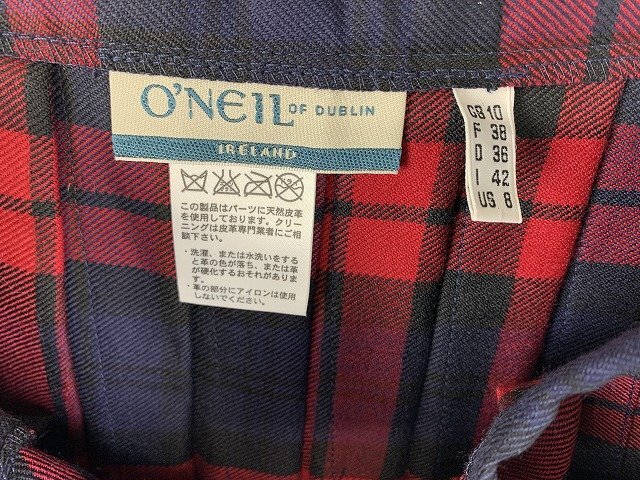 O'NEIL OF DUBLIN
IRELAND
この製品はパーツに天然皮革
を使用しております。クリー
ニングは皮革専門業者にご相
談下さい。
・洗濯、または水洗いをする
と革の色が落ち、または革
が硬化するおそれがあります。
・革の部分にアイロンは使用
しないでください。
GB 10
F 38
D 36
I 42
US 8